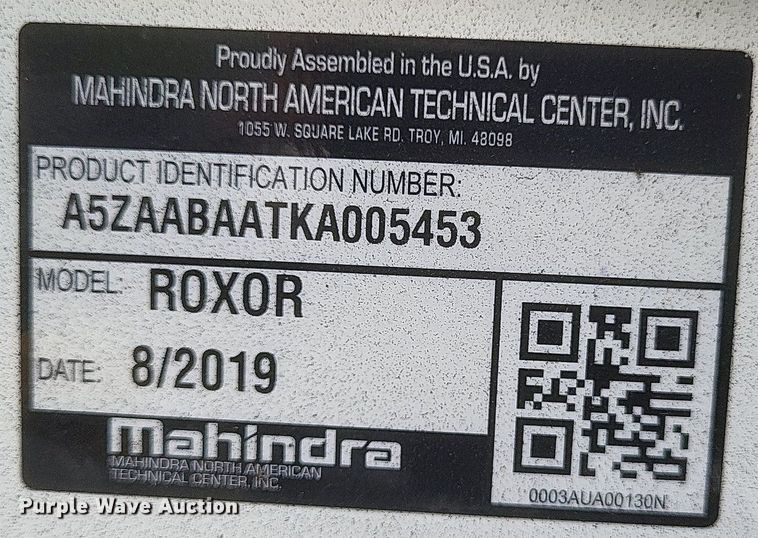 Proudly Assembled in the U.S.A. by
MAHINDRA NORTH AMERICAN TECHNICAL CENTER, INC.
1055 W. SQUARE LAKE RD. TROY, MI. 48098
PRODUCT IDENTIFICATION NUMBER:
A5ZAABAATKA005453
MODEL: ROXOR
DATE: 8/2019
Mahindra
MAHINDRA NORTH AMERICAN
TECHNICAL CENTER, INC.
0003AUA00130N
Purple Wave Auction